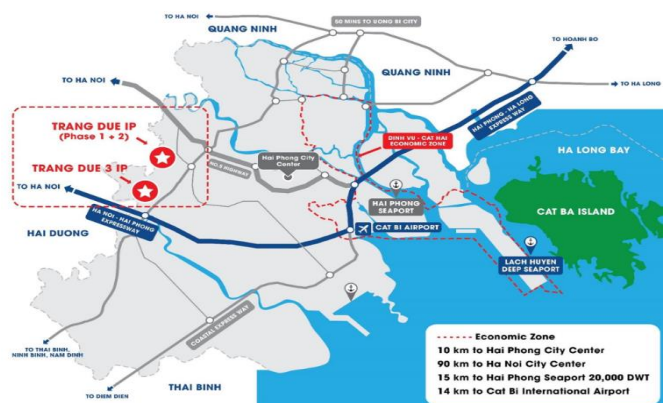 TO HA NOI
50 MINS TO UONG BI CITY
QUANG NINH
TO HOANH BO
TO HA NOI
QUANG NINH
TO HA LONG
TRANG DUE IP
(Phase 1 + 2)
HAI PHONG - HA LONG
EXPRESS WAY
DINH VU - CAT HAI
ECONOMIC ZONE
NO.5 HIGHWAY
Hai Phong City
Center
HA LONG BAY
TRANG DUE 3 IP
TO HA NOI
HAI PHONG
SEAPORT
CAT BA ISLAND
HA NOI - HAI PHONG
EXPRESSWAY
HAI DUONG
CAT BI AIRPORT
LACH HUYEN
DEEP SEAPORT
COASTAL EXPRESS WAY
TO THAI BINH,
NINH BINH, NAM DINH
THAI BINH
TO DIEM DIEN
Economic Zone
10 km to Hai Phong City Center
90 km to Ha Noi City Center
15 km to Hai Phong Seaport 20,000 DWT
14 km to Cat Bi International Airport